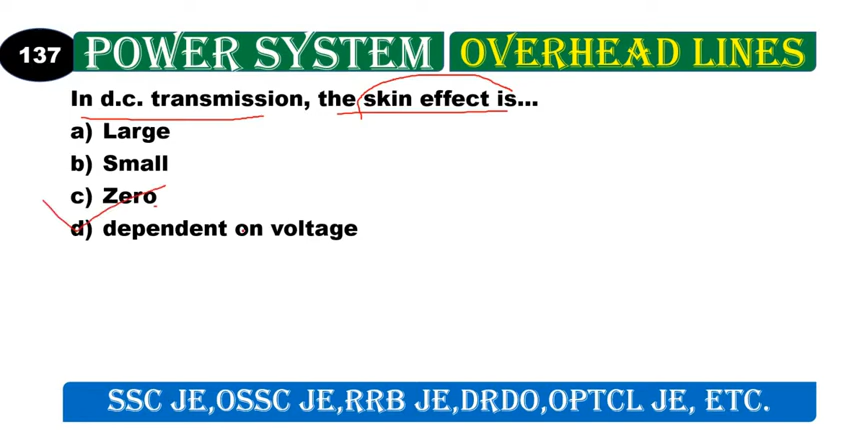 137
POWER SYSTEM
OVERHEAD LINES
In d.c. transmission, the skin effect is...
a) Large
b) Small
c) Zero
d) dependent on voltage
SSC JE,OSSC JE,RRB JE,DRDO,OPTCL JE, ETC.